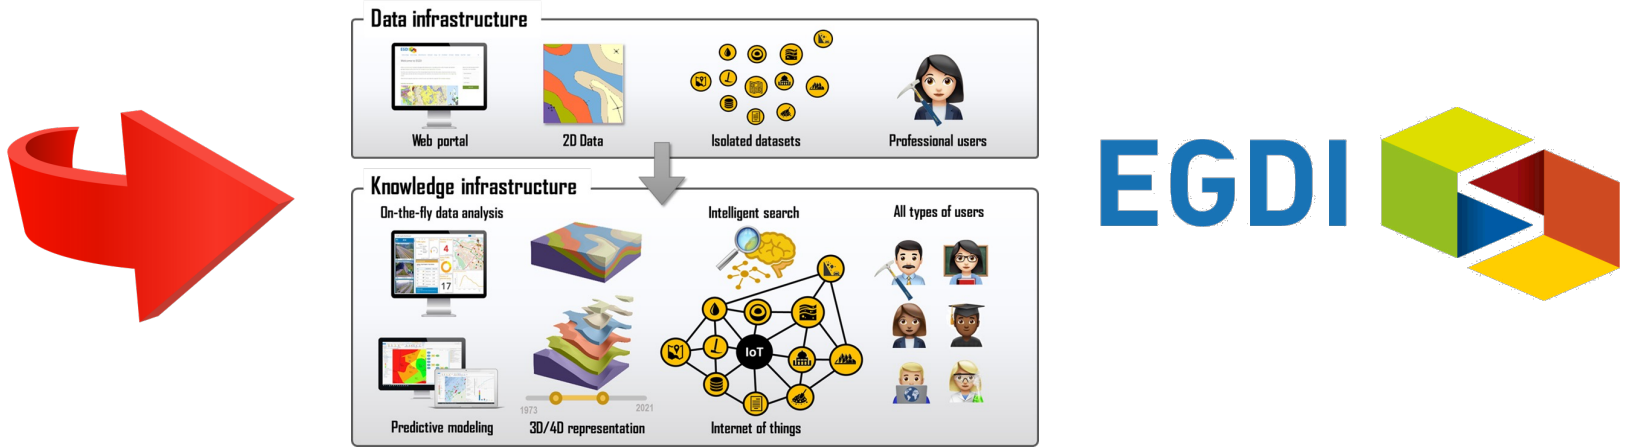 Data infrastructure
Web portal
2D Data
Isolated datasets
Professional users
Knowledge infrastructure
On-the-fly data analysis
Intelligent search
All types of users
4
17
IoT
1973
2021
Predictive modeling
3D/4D representation
Internet of things
EGDI